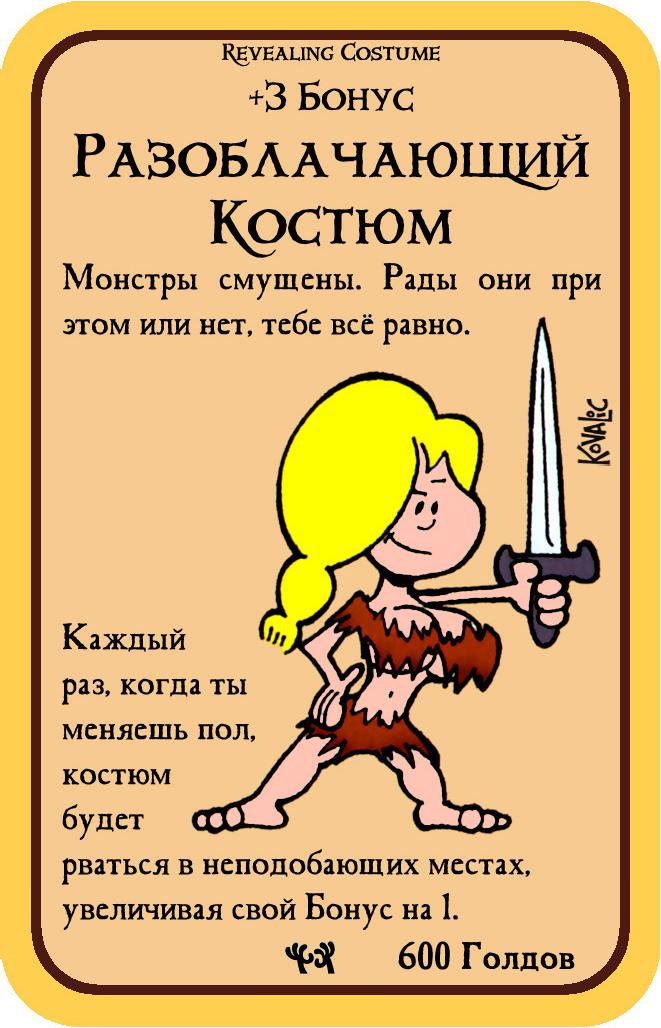 Revealing Costume
+3 Бонус
Разоблачающий
Костюм
Монстры смущены. Рады они при
этом или нет, тебе всё равно.
Kovalic
Каждый
раз, когда ты
меняешь пол,
костюм
будет
рваться в неподобающих местах,
увеличивая свой Бонус на 1.
600 Голдов